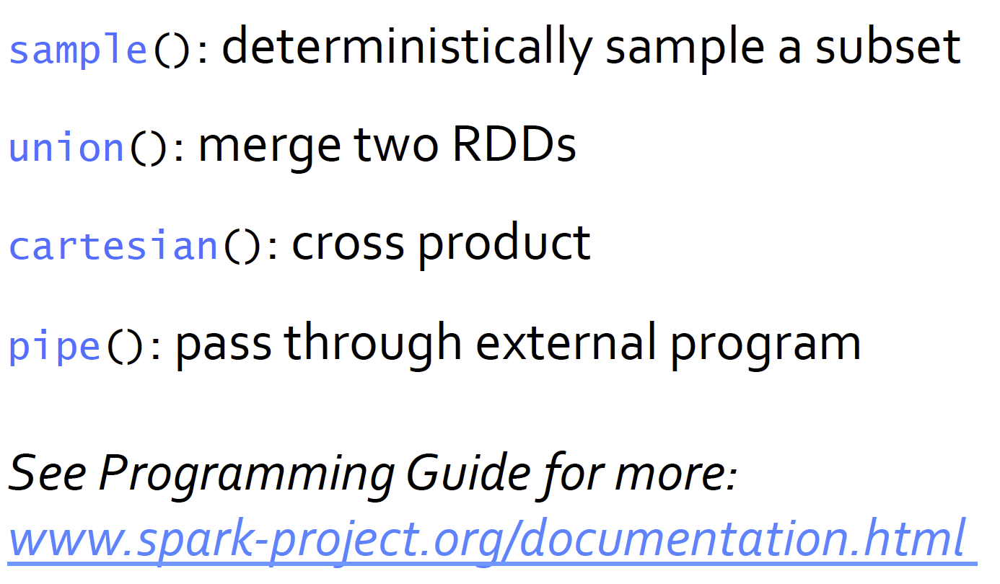 sample(): deterministically sample a subset
union(): merge two RDDs
cartesian(): cross product
pipe(): pass through external program
See Programming Guide for more:
www.spark-project.org/documentation.html